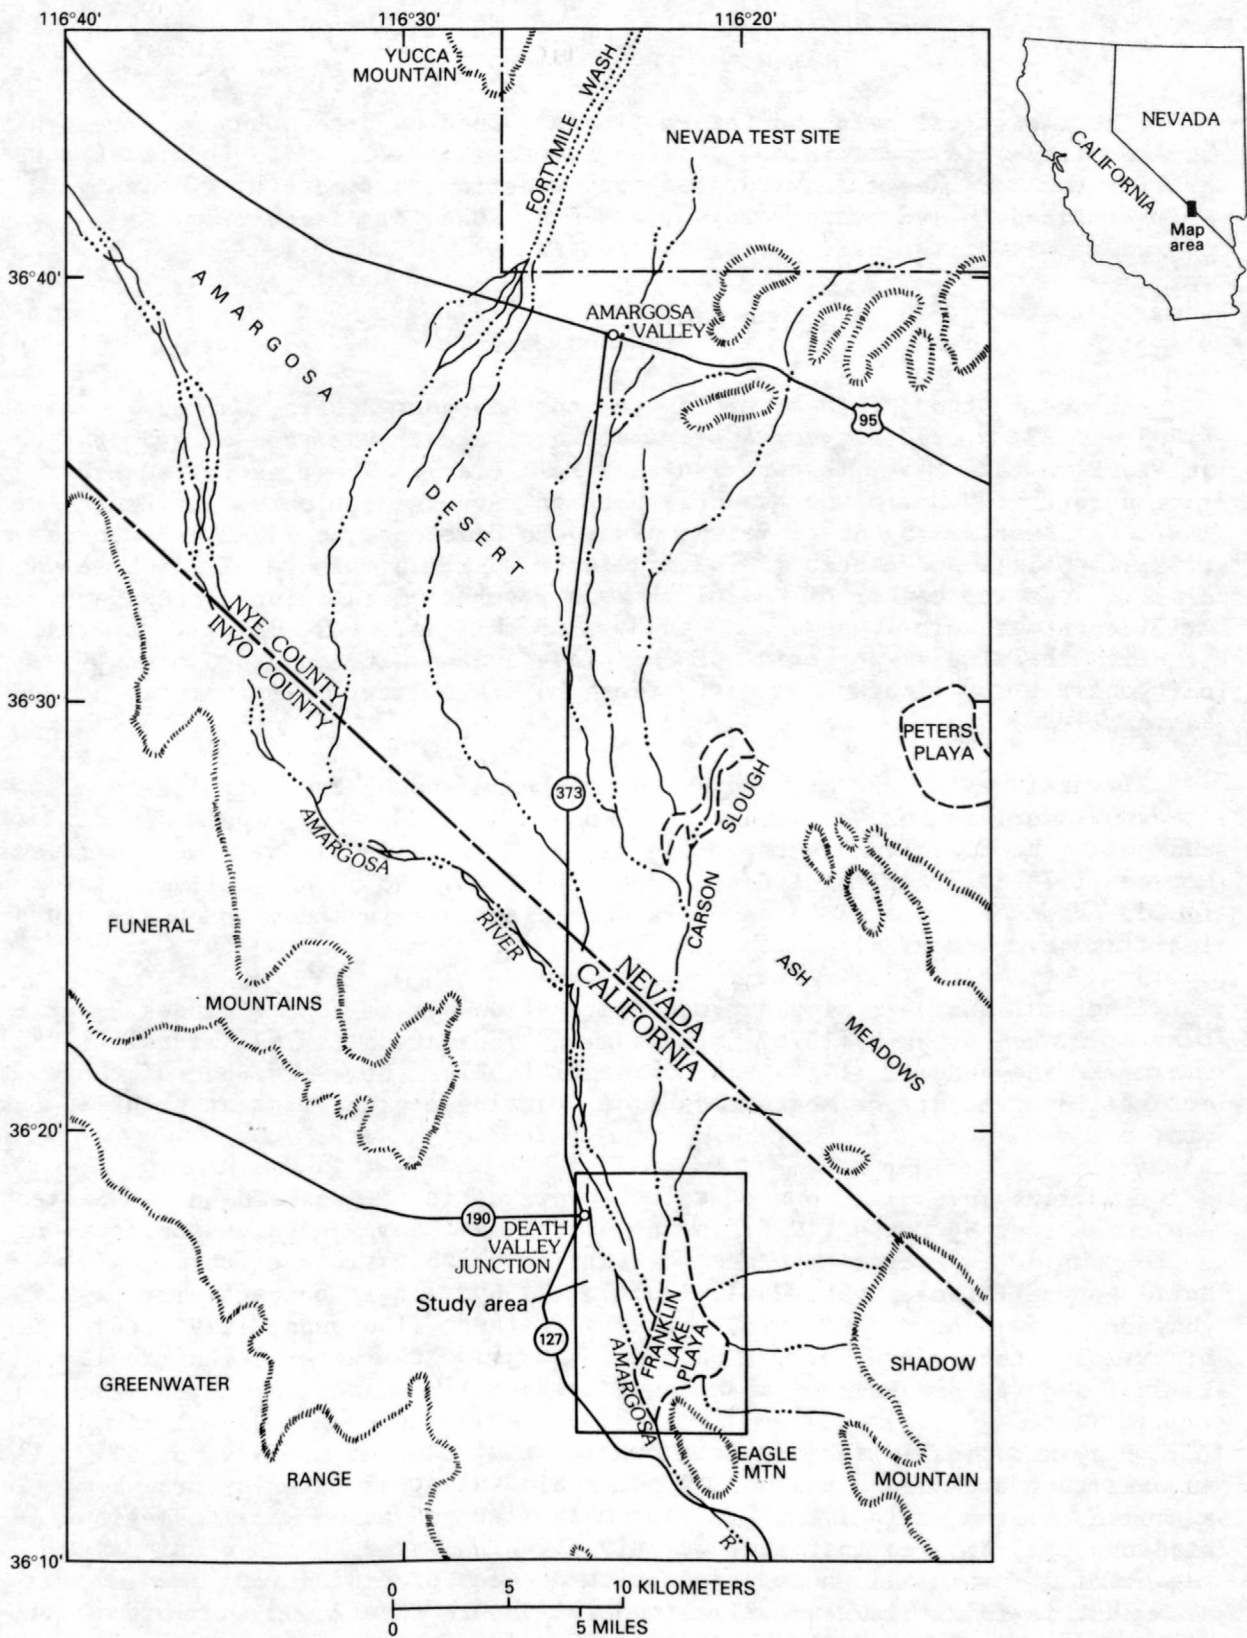 116°40'
116°30'
116°20'
YUCCA
MOUNTAIN
FORTYMILE WASH
NEVADA TEST SITE
NEVADA
CALIFORNIA
Map
area
36°40'
AMARGOSA
AMARGOSA
VALLEY
95
DESERT
NYE COUNTY
INYO COUNTY
36°30'
PETERS
PLAYA
373
CARSON SLOUGH
AMARGOSA
RIVER
FUNERAL
MOUNTAINS
NEVADA
CALIFORNIA
ASH
MEADOWS
36°20'
190
DEATH
VALLEY
JUNCTION
Study area
127
FRANKLIN
LAKE
PLAYA
AMARGOSA
R
SHADOW
MOUNTAIN
GREENWATER
RANGE
EAGLE
MTN
36°10'
0 5 10 KILOMETERS
0 5 MILES